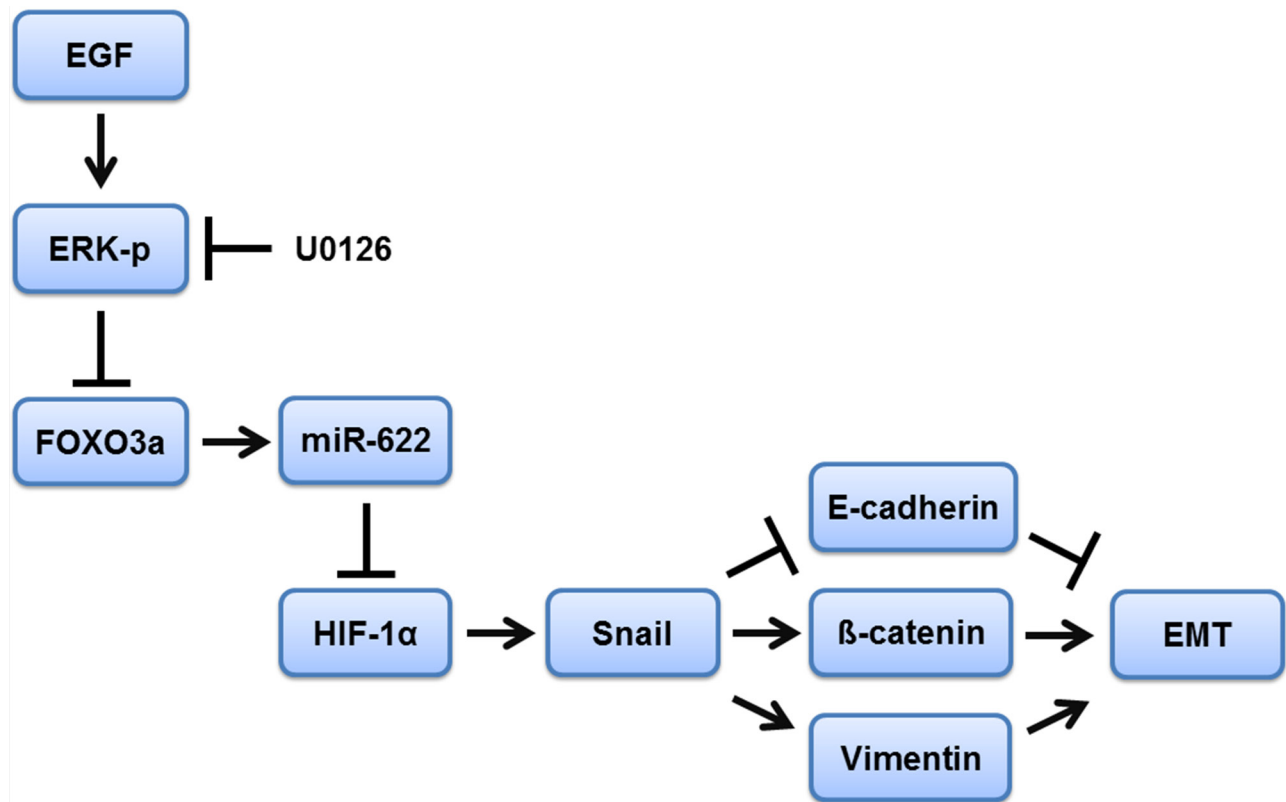 EGF
ERK-p
U0126
FOXO3a
miR-622
E-cadherin
HIF-1α
Snail
ß-catenin
EMT
Vimentin